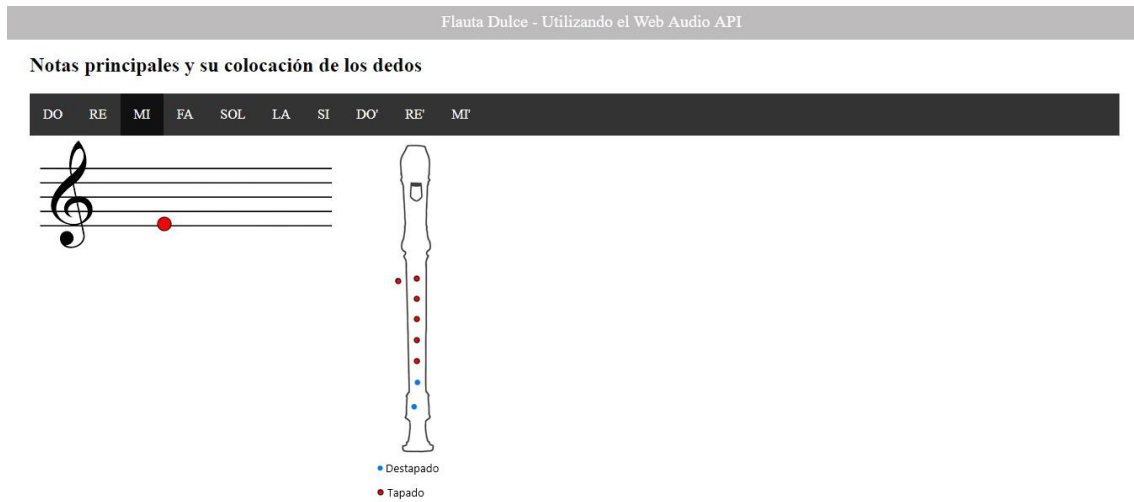 Flauta Dulce - Utilizando el Web Audio API
Notas principales y su colocación de los dedos
DO RE MI FA SOL LA SI DO' RE' MI'
Destapado
Tapado